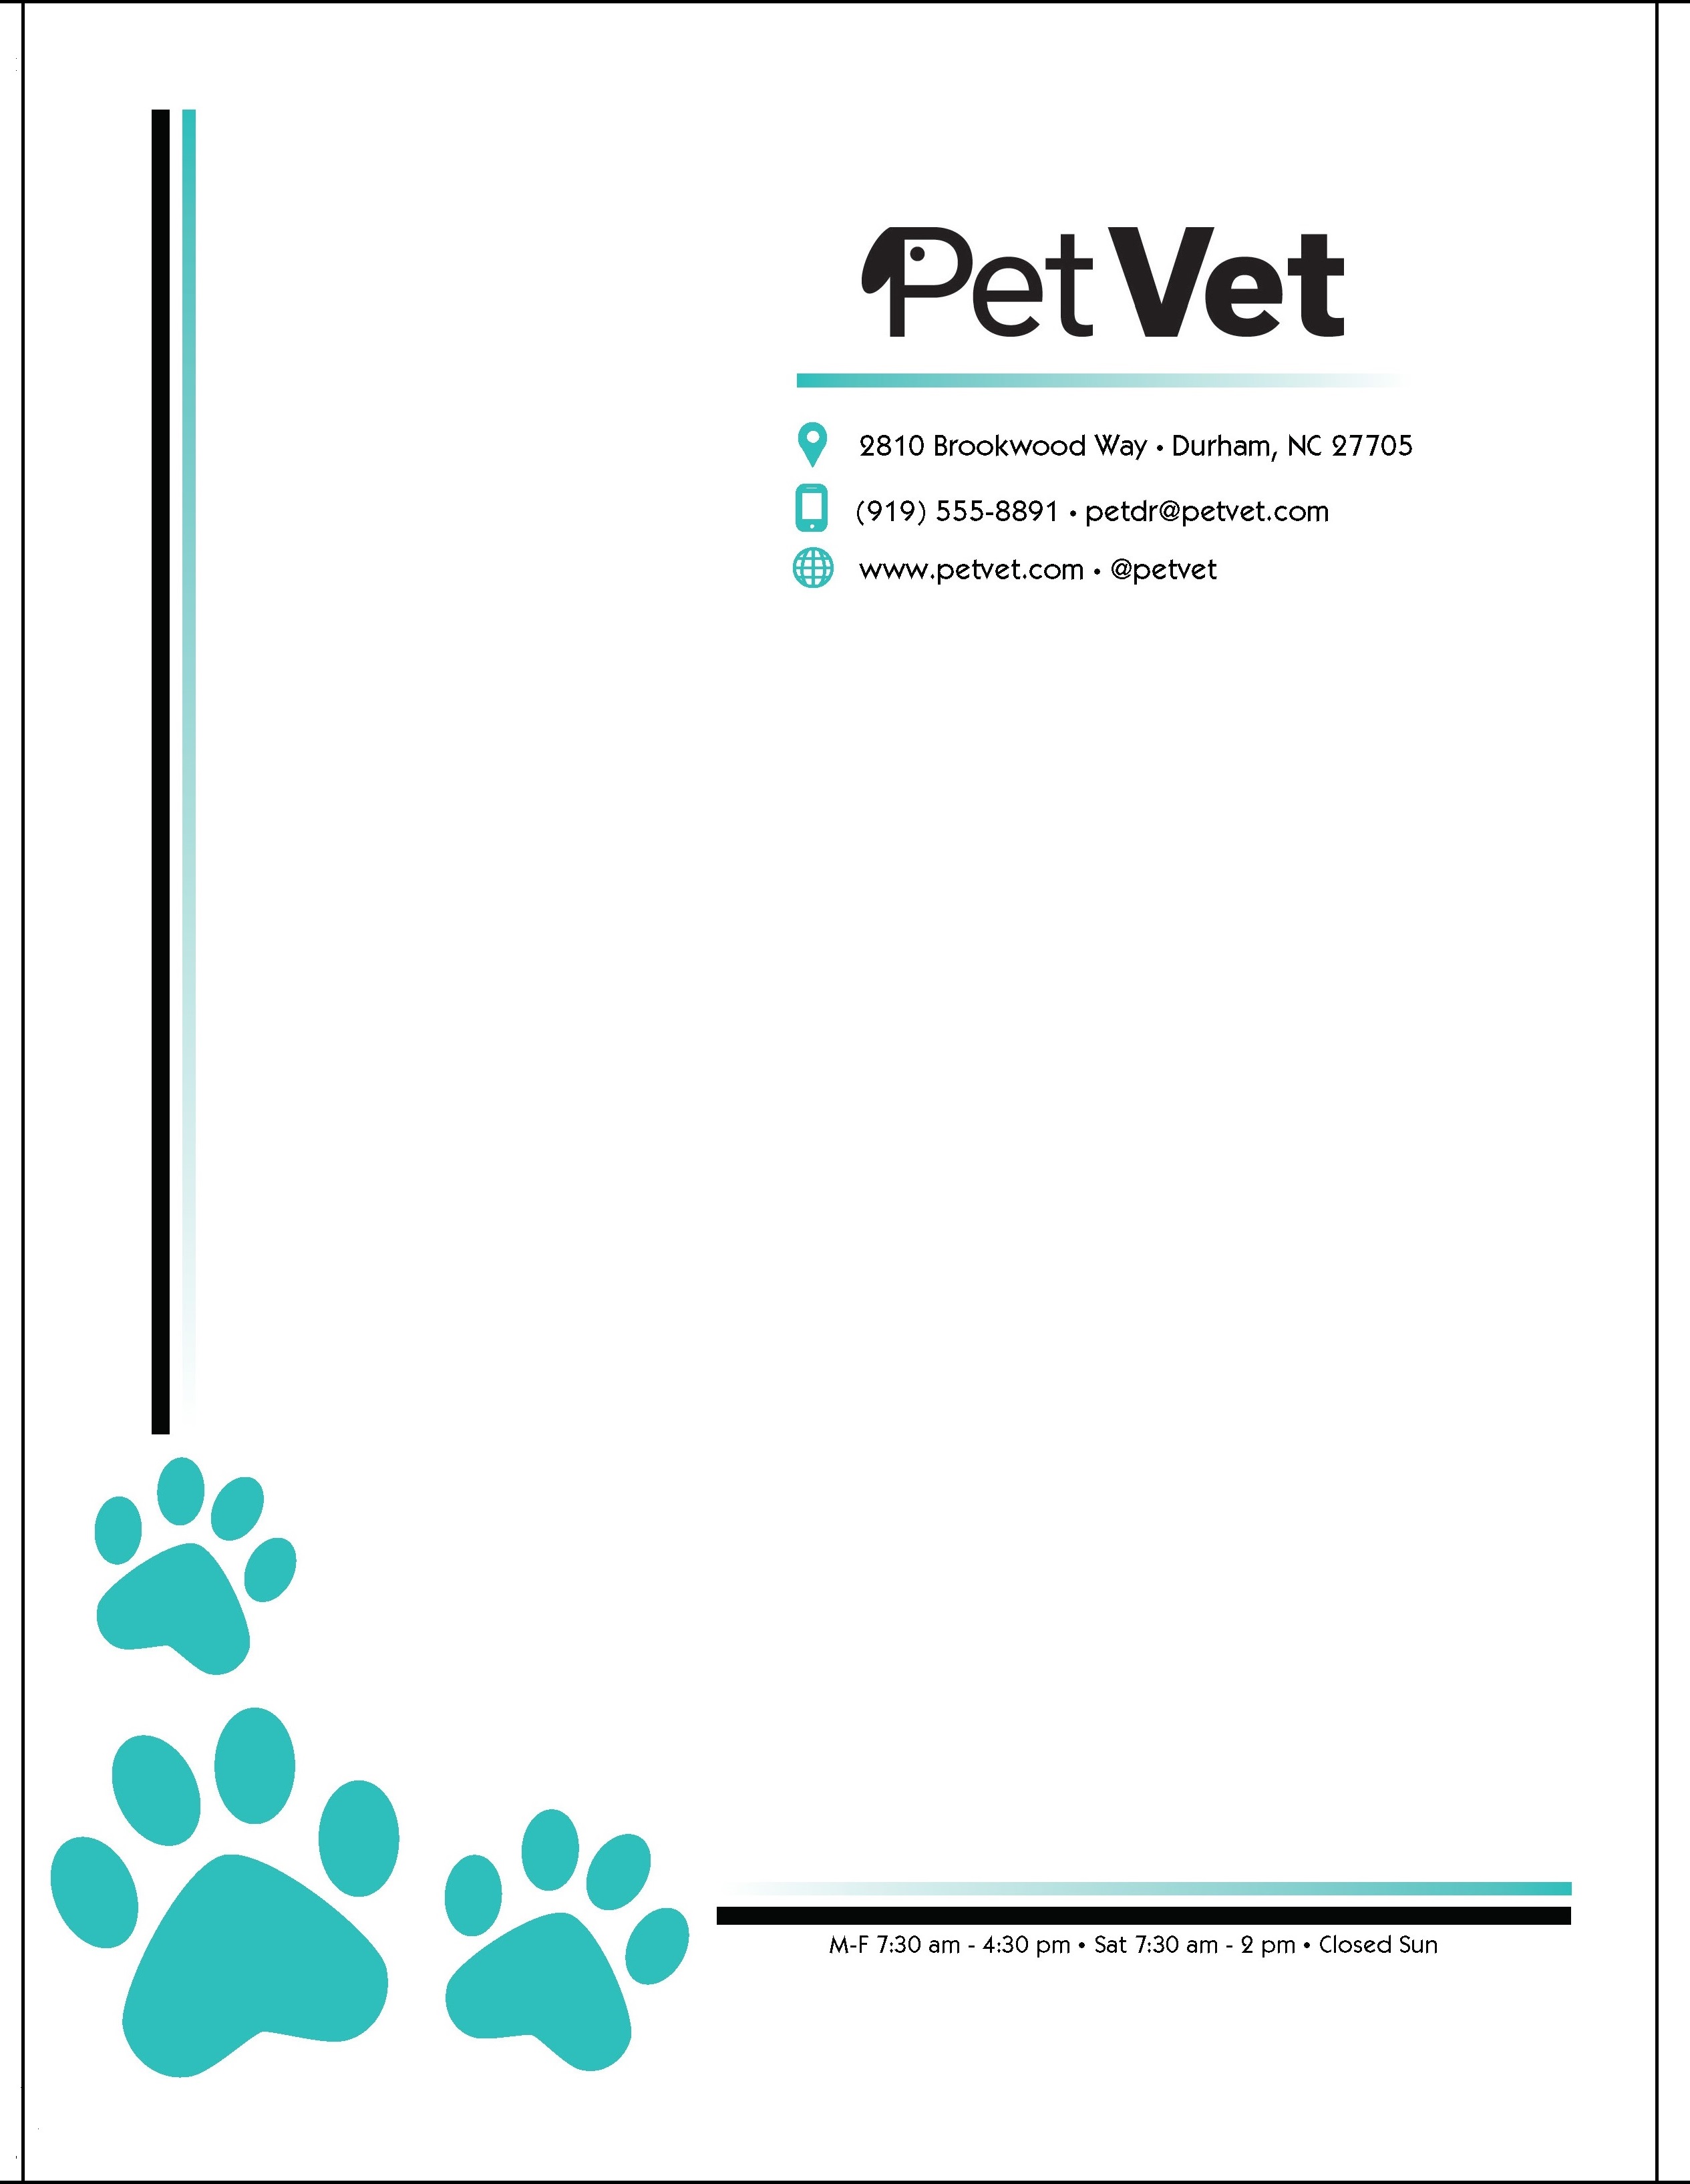 PetVet
2810 Brookwood Way • Durham, NC 27705
(919) 555-8891 • petdr@petvet.com
www.petvet.com • @petvet
M-F 7:30 am - 4:30 pm • Sat 7:30 am - 2 pm • Closed Sun